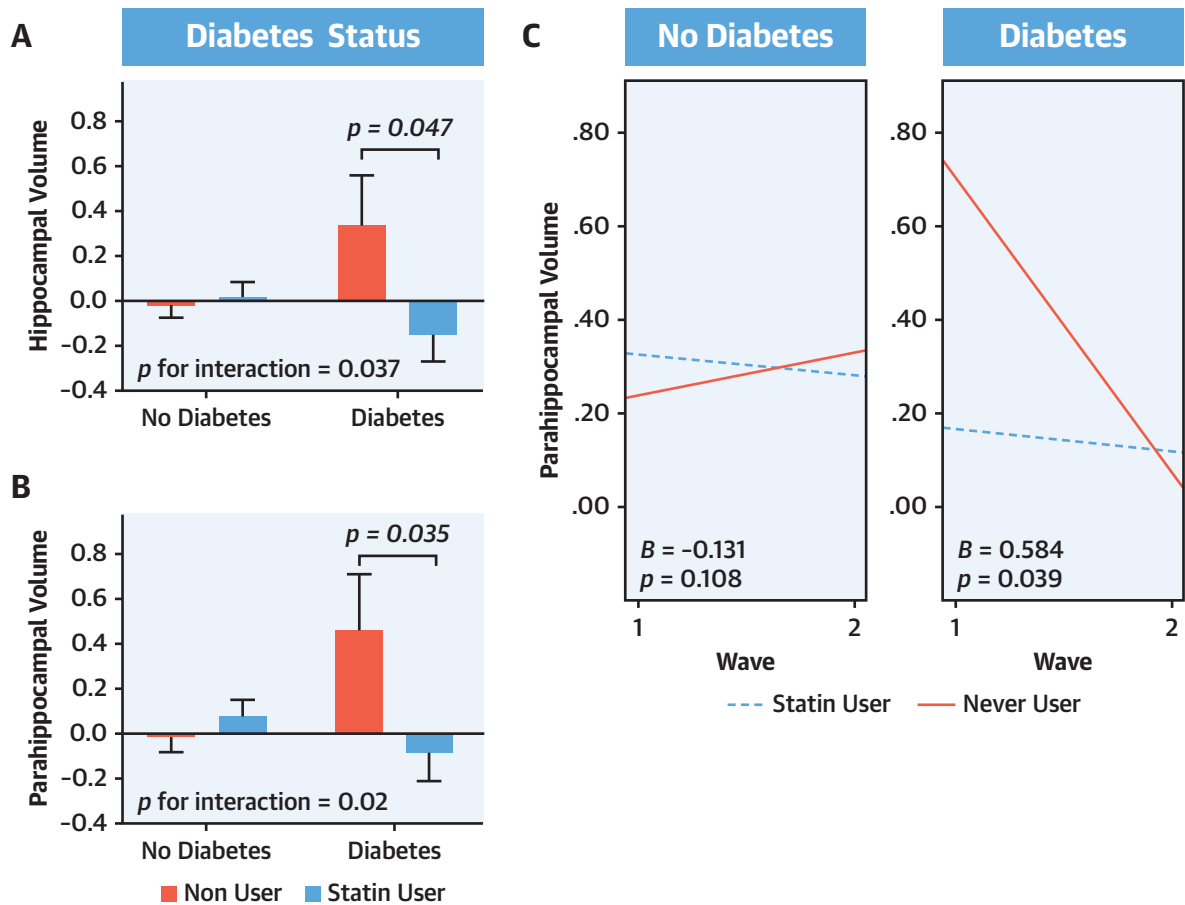 A
Diabetes Status
Hippocampal Volume
0.8
0.6
0.4
0.2
0.0
−0.2
−0.4
p = 0.047
p for interaction = 0.037
No Diabetes
Diabetes
B
Parahippocampal Volume
0.8
0.6
0.4
0.2
0.0
−0.2
−0.4
p = 0.035
p for interaction = 0.02
No Diabetes
Diabetes
Non User
Statin User
C
No Diabetes
Parahippocampal Volume
.80
.60
.40
.20
.00
B = −0.131
p = 0.108
1
2
Wave
Diabetes
.80
.60
.40
.20
.00
B = 0.584
p = 0.039
1
2
Wave
Statin User
Never User